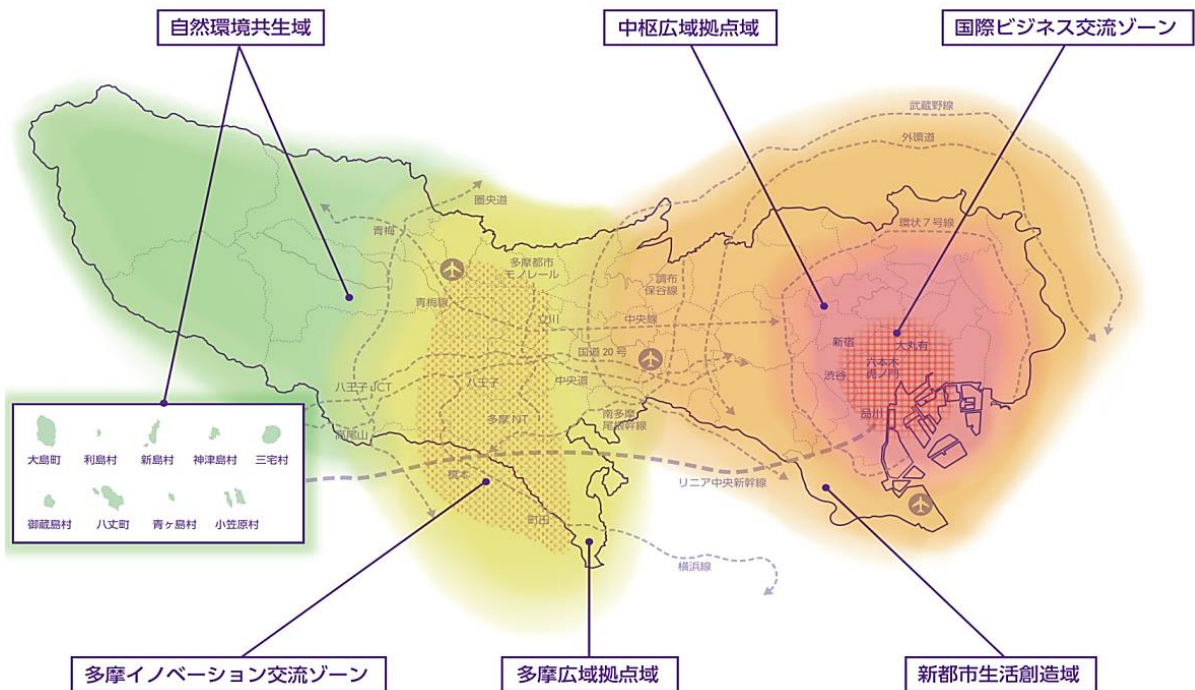 自然環境共生域
中枢広域拠点域
国際ビジネス交流ゾーン
武蔵野線
外環道
圏央道
環状7号線
青梅
多摩都市
モノレール
調布
保谷線
青梅線
立川
中央線
新宿
大丸有
国道20号
六本木
虎ノ門
渋谷
八王子JCT
八王子
中央道
品川
多摩NT
南多摩
尾根幹線
高尾山
大島町
利島村
新島村
神津島村
三宅村
橋本
リニア中央新幹線
御蔵島村
八丈町
青ヶ島村
小笠原村
町田
横浜線
多摩イノベーション交流ゾーン
多摩広域拠点域
新都市生活創造域